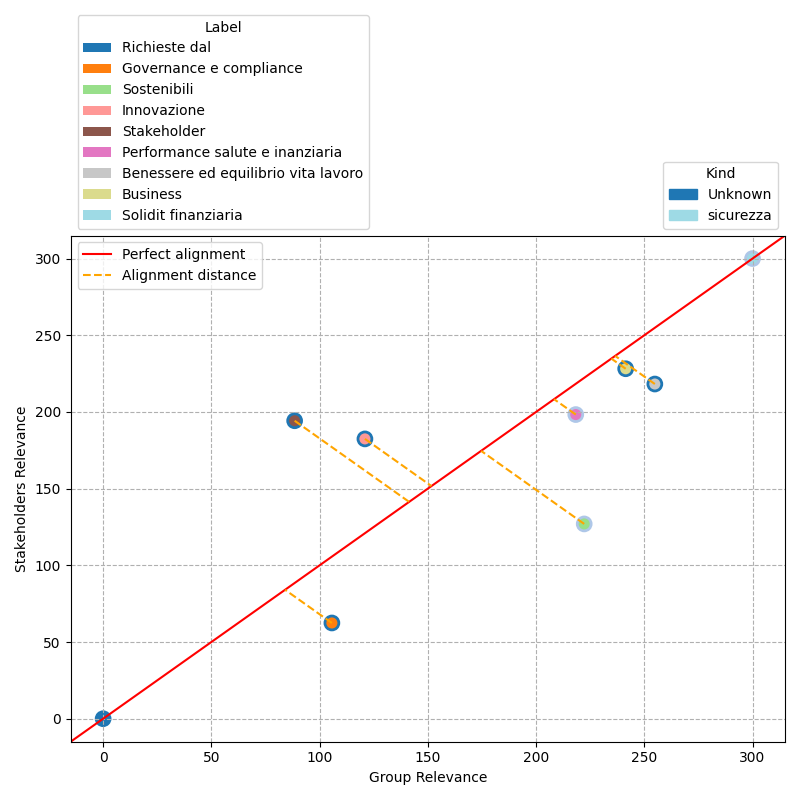 Label
Richieste dal
Governance e compliance
Sostenibili
Innovazione
Stakeholder
Performance salute e inanziaria
Benessere ed equilibrio vita lavoro
Business
Solidit finanziaria
Kind
Unknown
sicurezza
Perfect alignment
Alignment distance
300
250
200
150
100
50
0
Stakeholders Relevance
0 50 100 150 200 250 300
Group Relevance